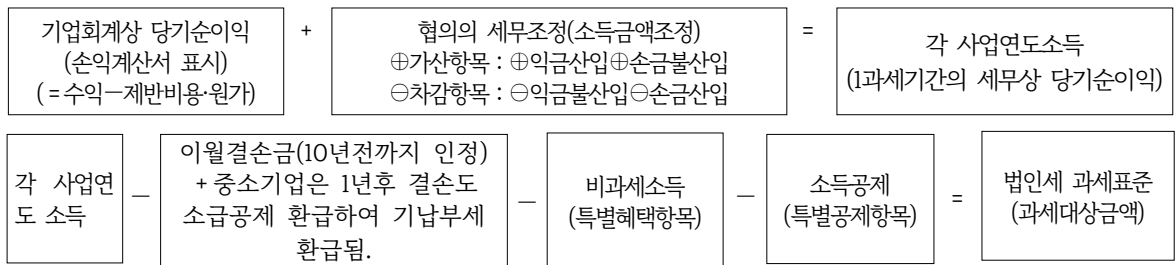 기업회계상 당기순이익
(손익계산서 표시)
(=수익－제반비용·원가)
+
협의의 세무조정(소득금액조정)
⊕가산항목 : ⊕익금산입⊕손금불산입
⊖차감항목 : ⊖익금불산입⊖손금산입
=
각 사업연도소득
(1과세기간의 세무상 당기순이익)
각 사업연
도 소득
－
이월결손금(10년전까지 인정)
+중소기업은 1년후 결손도
소급공제 환급하여 기납부세
환급됨.
－
비과세소득
(특별혜택항목)
－
소득공제
(특별공제항목)
=
법인세 과세표준
(과세대상금액)